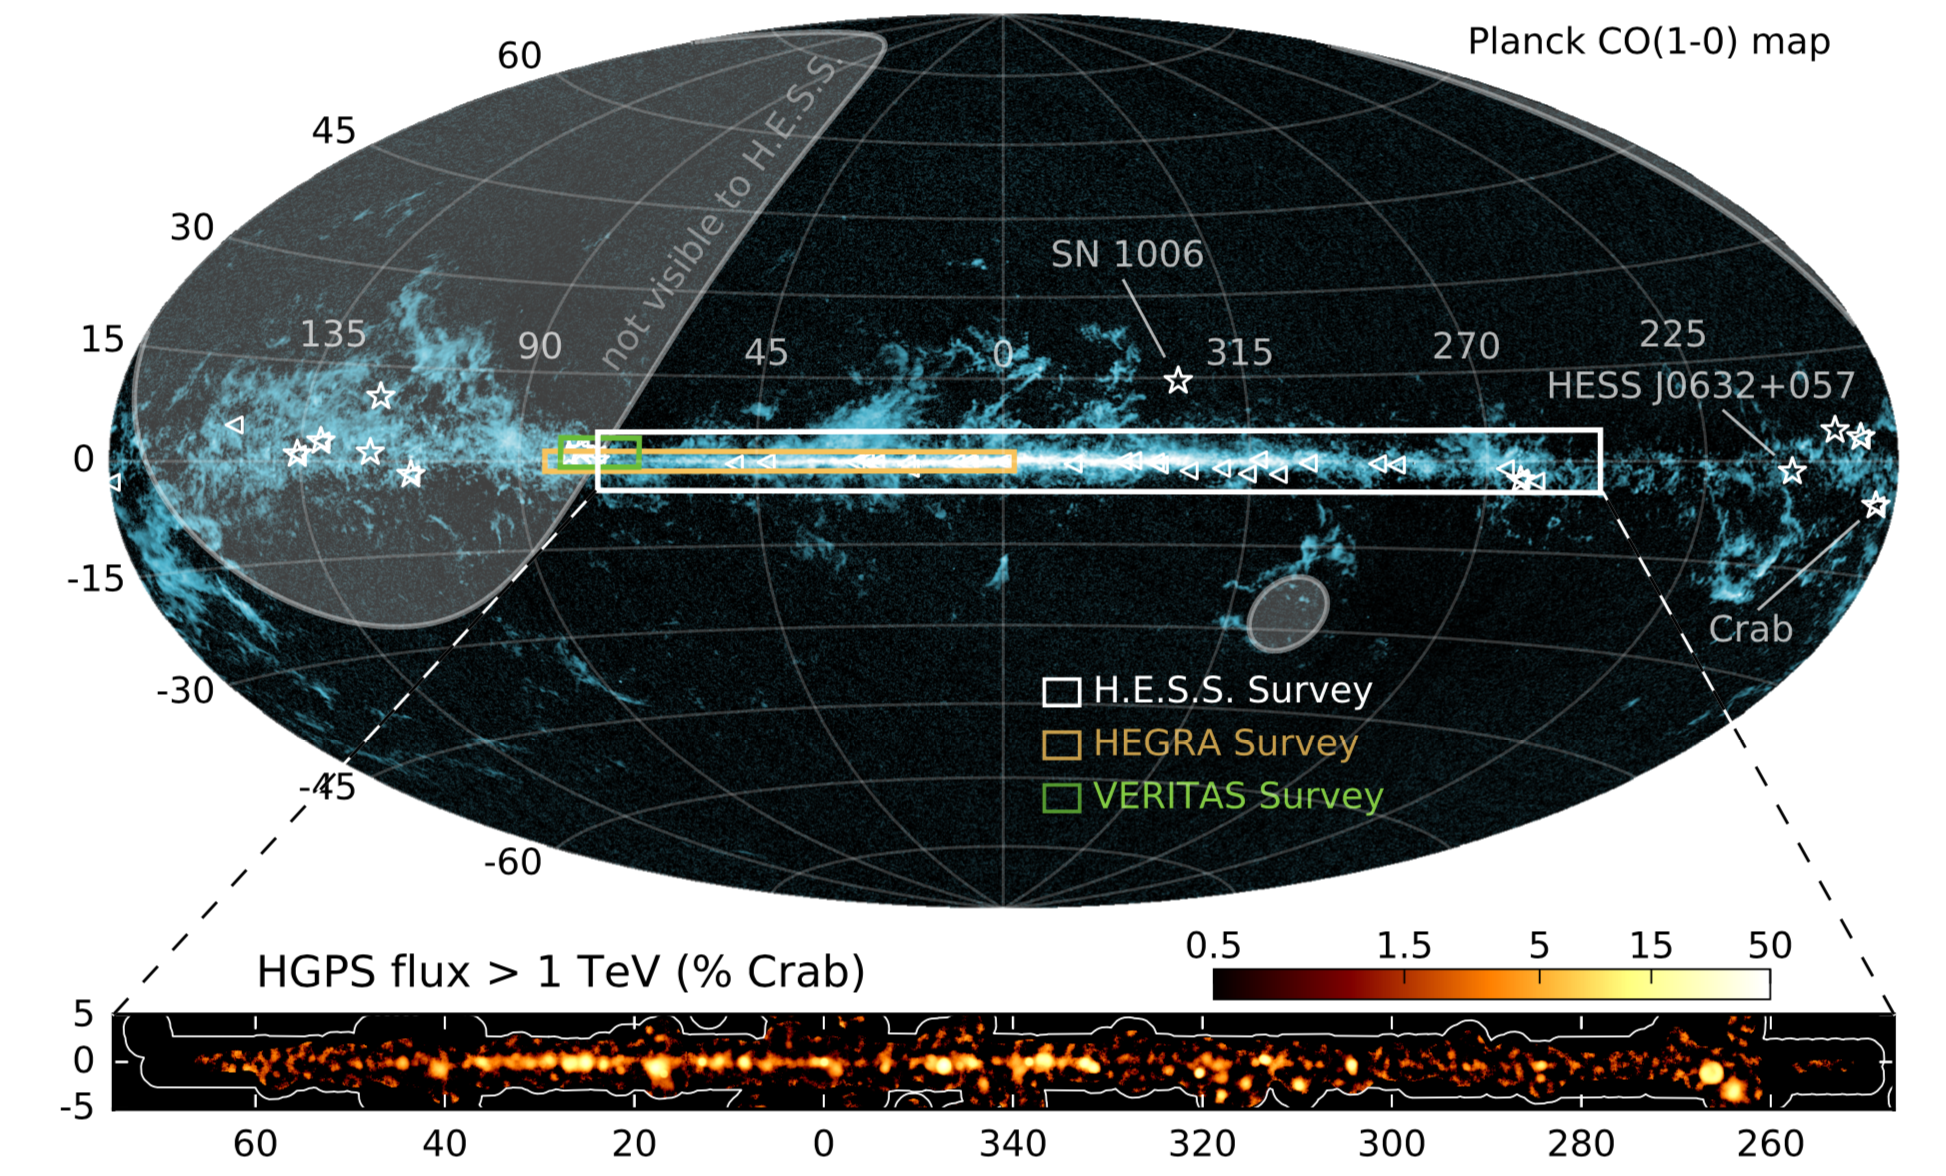 Planck CO(1-0) map
60
45
30
15
0
-15
-30
-45
-60
not visible to H.E.S.S.
SN 1006
135
90
45
0
315
270
225
HESS J0632+057
Crab
H.E.S.S. Survey
HEGRA Survey
VERITAS Survey
HGPS flux > 1 TeV (% Crab)
0.5 1.5 5 15 50
5
0
-5
60 40 20 0 340 320 300 280 260